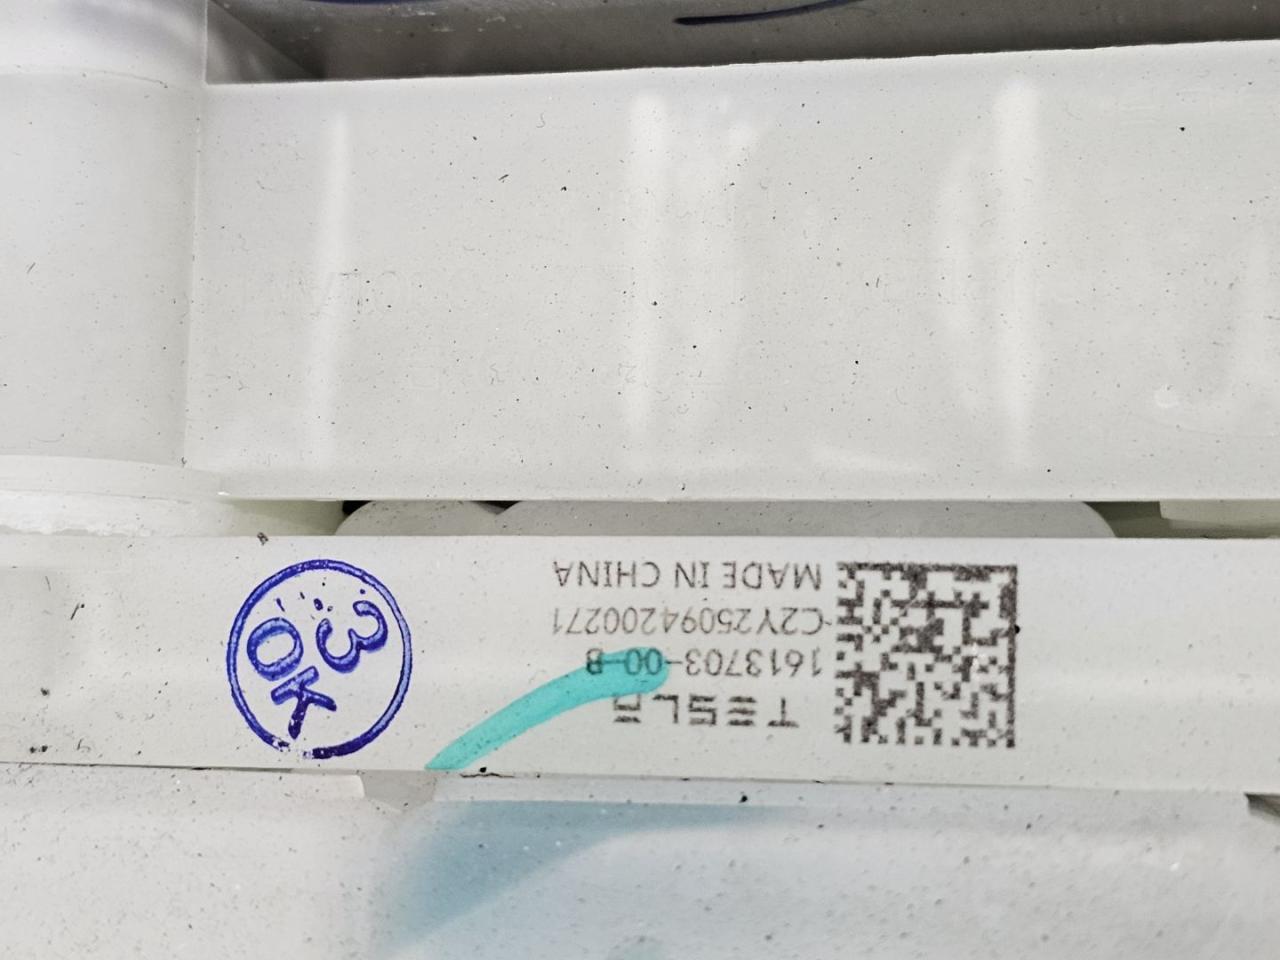 TESLA
1613703-00-B
C2Y25094200271
MADE IN CHINA
3
OK